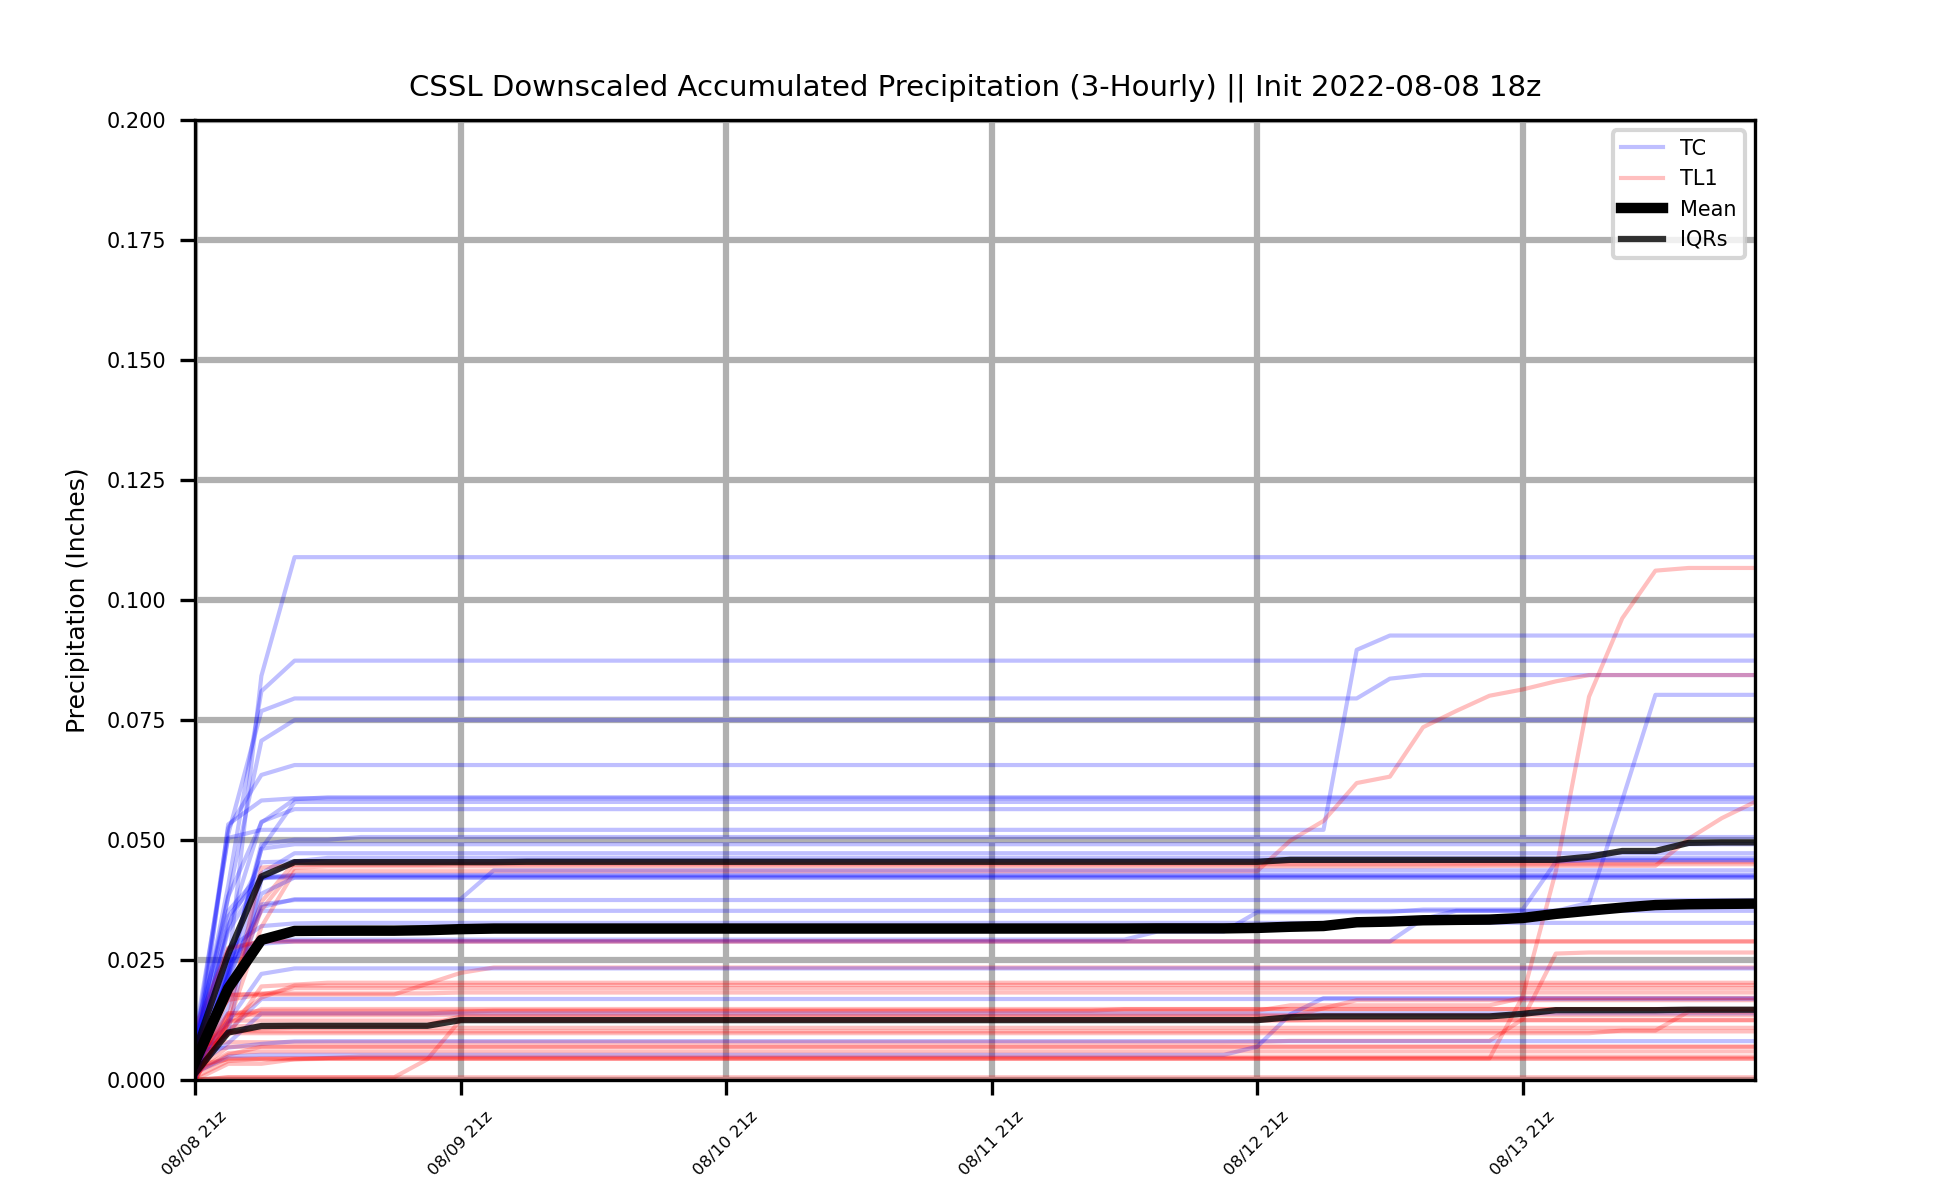 CSSL Downscaled Accumulated Precipitation (3-Hourly) || Init 2022-08-08 18z
Precipitation (Inches)
0.200
0.175
0.150
0.125
0.100
0.075
0.050
0.025
0.000
TC
TL1
Mean
IQRs
08/08 21z
08/09 21z
08/10 21z
08/11 21z
08/12 21z
08/13 21z